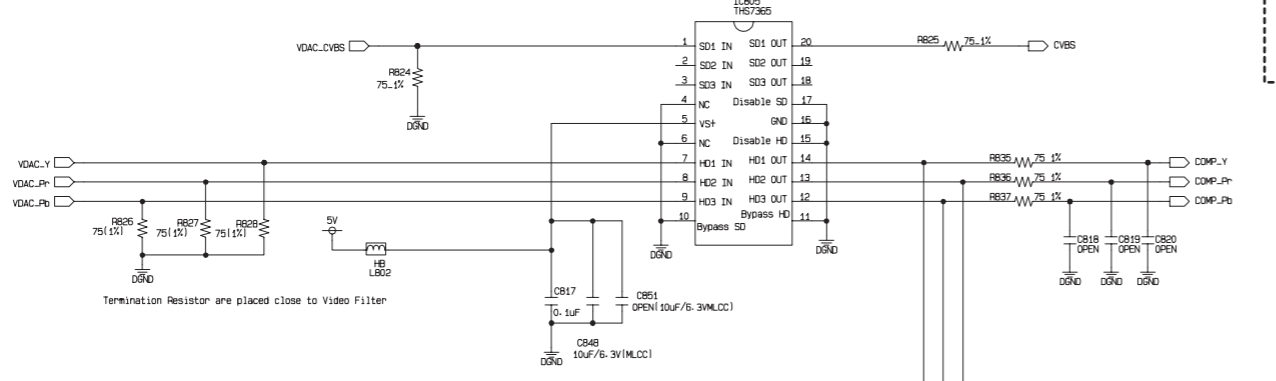 IC805
THS7365
VDAC_CVBS
R824
75_1%
DGND
1 SD1 IN SD1 OUT 20
2 SD2 IN SD2 OUT 19
3 SD3 IN SD3 OUT 18
4 NC Disable SD 17
5 VS+ GND 16
6 NC Disable HD 15
7 HD1 IN HD1 OUT 14
8 HD2 IN HD2 OUT 13
9 HD3 IN HD3 OUT 12
10 Bypass SD Bypass HD 11
DGND
DGND
R825 75_1% CVBS
VDAC_Y
VDAC_Pr
VDAC_Pb
R826
75(1%)
R827
75(1%)
R828
75(1%)
DGND
Termination Resistor are placed close to Video Filter
5V
HB
L802
C817
0.1uF
C851
OPEN(10uF/6.3VMLCC)
C848
10uF/6.3V(MLCC)
DGND
R835 75 1% COMP_Y
R836 75 1% COMP_Pr
R837 75 1% COMP_Pb
C818
OPEN
C819
OPEN
C820
OPEN
DGND
DGND
DGND